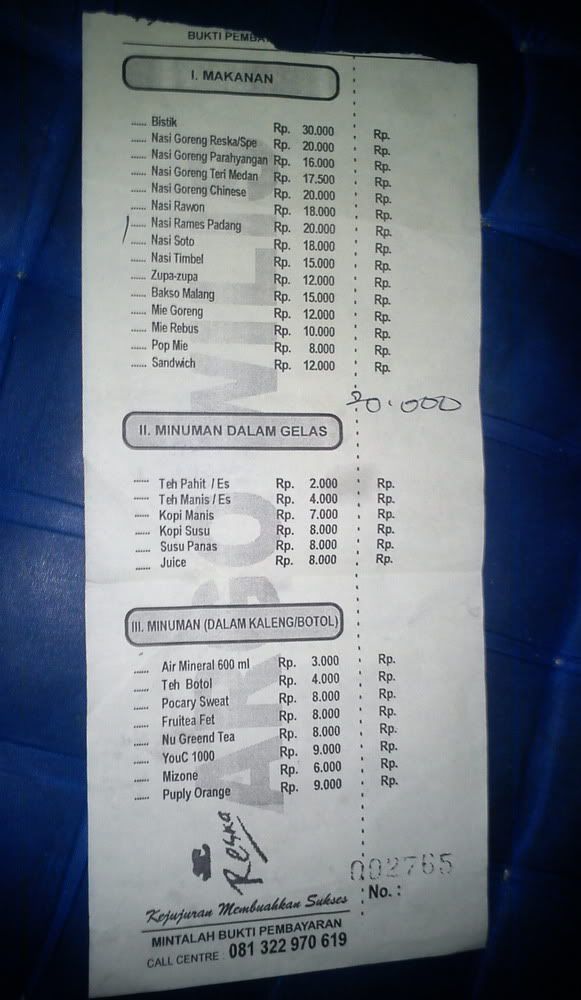 BUKTI
I. MAKANAN
...... Bistik Rp. 30.000 Rp.
...... Nasi Goreng Reska/Spe Rp. 20.000 Rp.
...... Nasi Goreng Parahyangan Rp. 16.000 Rp.
...... Nasi Goreng Teri Medan Rp. 17.500 Rp.
...... Nasi Goreng Chinese Rp. 20.000 Rp.
...... Nasi Rawon Rp. 18.000 Rp.
/ ...... Nasi Rames Padang Rp. 20.000 Rp.
...... Nasi Soto Rp. 18.000 Rp.
...... Nasi Timbel Rp. 15.000 Rp.
...... Zupa-zupa Rp. 12.000 Rp.
...... Bakso Malang Rp. 15.000 Rp.
...... Mie Goreng Rp. 12.000 Rp.
...... Mie Rebus Rp. 10.000 Rp.
...... Pop Mie Rp. 8.000 Rp.
...... Sandwich Rp. 12.000 Rp.
20.000
II. MINUMAN DALAM GELAS
...... Teh Pahit / Es Rp. 2.000 Rp.
...... Teh Manis / Es Rp. 4.000 Rp.
...... Kopi Manis Rp. 7.000 Rp.
...... Kopi Susu Rp. 8.000 Rp.
...... Susu Panas Rp. 8.000 Rp.
...... Juice Rp. 8.000 Rp.
III. MINUMAN (DALAM KALENG/BOTOL)
...... Air Mineral 600 ml Rp. 3.000 Rp.
...... Teh Botol Rp. 4.000 Rp.
...... Pocary Sweat Rp. 8.000 Rp.
...... Fruitea Fet Rp. 8.000 Rp.
...... Nu Greend Tea Rp. 8.000 Rp.
...... YouC 1000 Rp. 9.000 Rp.
...... Mizone Rp. 6.000 Rp.
...... Puply Orange Rp. 9.000 Rp.
ARGO WILIS
Reska
002765
No. :
Kejujuran Membuahkan Sukses
MINTALAH BUKTI PEMBAYARAN
CALL CENTRE : 081 322 970 619